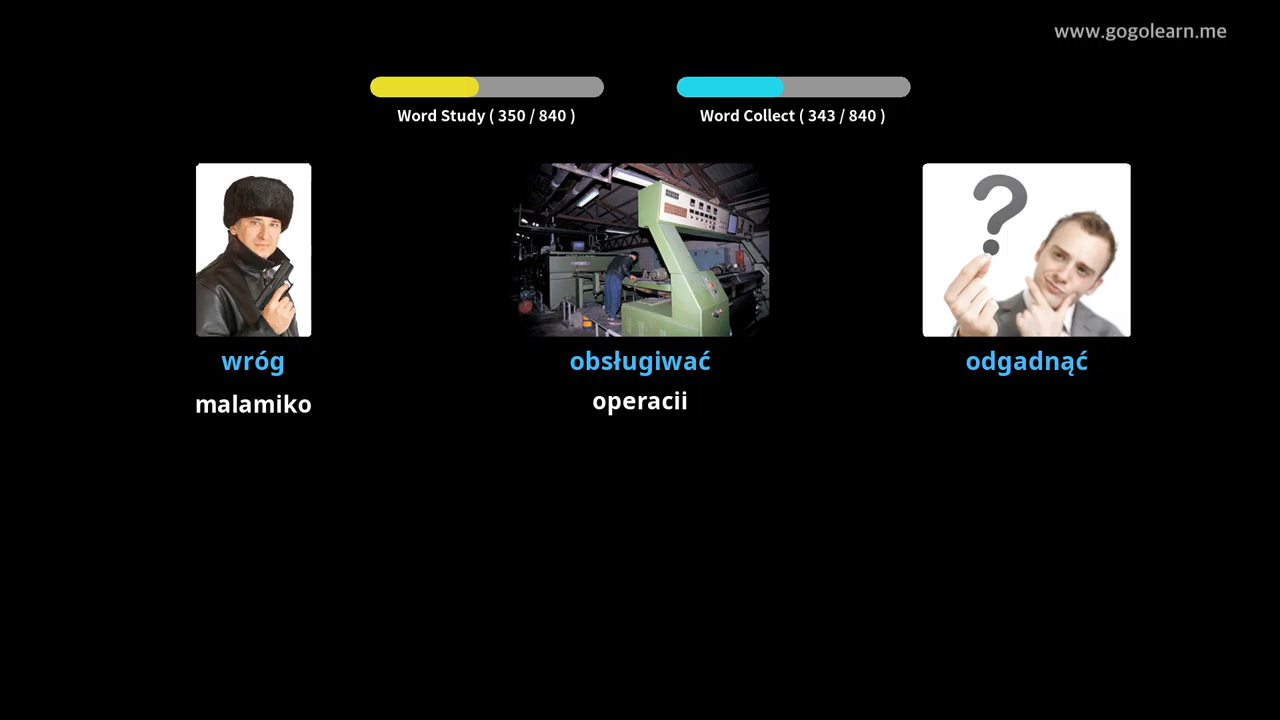 www.gogolearn.me
Word Study ( 350 / 840 )
Word Collect ( 343 / 840 )
wróg
obsługiwać
odgadnąć
malamiko
operacii